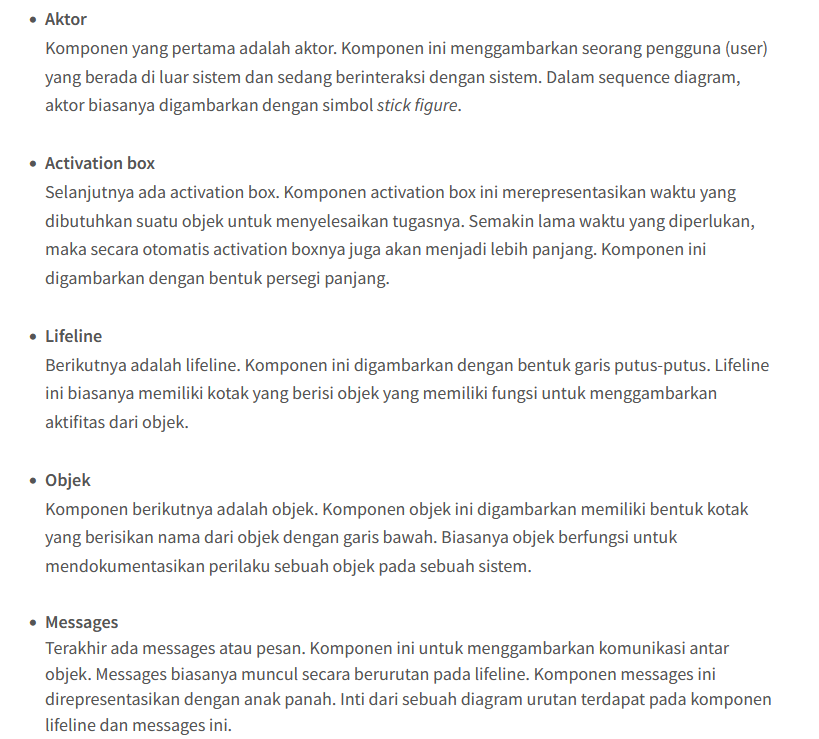 • Aktor
Komponen yang pertama adalah aktor. Komponen ini menggambarkan seorang pengguna (user)
yang berada di luar sistem dan sedang berinteraksi dengan sistem. Dalam sequence diagram,
aktor biasanya digambarkan dengan simbol stick figure.
• Activation box
Selanjutnya ada activation box. Komponen activation box ini merepresentasikan waktu yang
dibutuhkan suatu objek untuk menyelesaikan tugasnya. Semakin lama waktu yang diperlukan,
maka secara otomatis activation boxnya juga akan menjadi lebih panjang. Komponen ini
digambarkan dengan bentuk persegi panjang.
• Lifeline
Berikutnya adalah lifeline. Komponen ini digambarkan dengan bentuk garis putus-putus. Lifeline
ini biasanya memiliki kotak yang berisi objek yang memiliki fungsi untuk menggambarkan
aktifitas dari objek.
• Objek
Komponen berikutnya adalah objek. Komponen objek ini digambarkan memiliki bentuk kotak
yang berisikan nama dari objek dengan garis bawah. Biasanya objek berfungsi untuk
mendokumentasikan perilaku sebuah objek pada sebuah sistem.
• Messages
Terakhir ada messages atau pesan. Komponen ini untuk menggambarkan komunikasi antar
objek. Messages biasanya muncul secara berurutan pada lifeline. Komponen messages ini
direpresentasikan dengan anak panah. Inti dari sebuah diagram urutan terdapat pada komponen
lifeline dan messages ini.